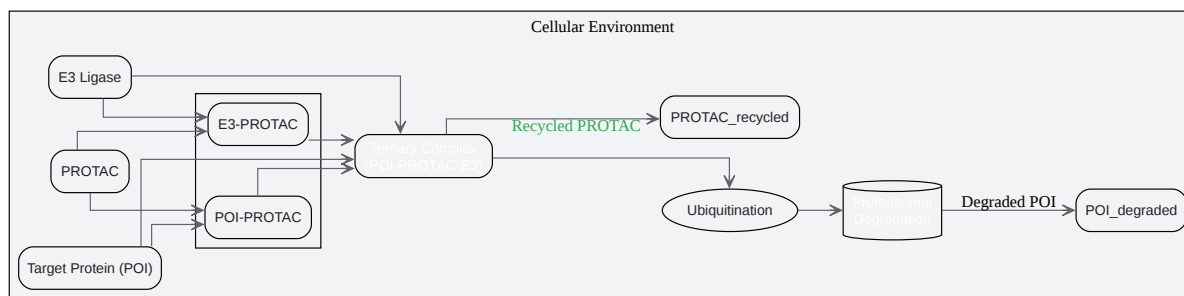 Cellular Environment
E3 Ligase
E3-PROTAC
PROTAC
POI-PROTAC
Target Protein (POI)
Ternary Complex
(POI-PROTAC-E3)
Recycled PROTAC
PROTAC_recycled
Ubiquitination
Proteasomal
Degradation
Degraded POI
POI_degraded